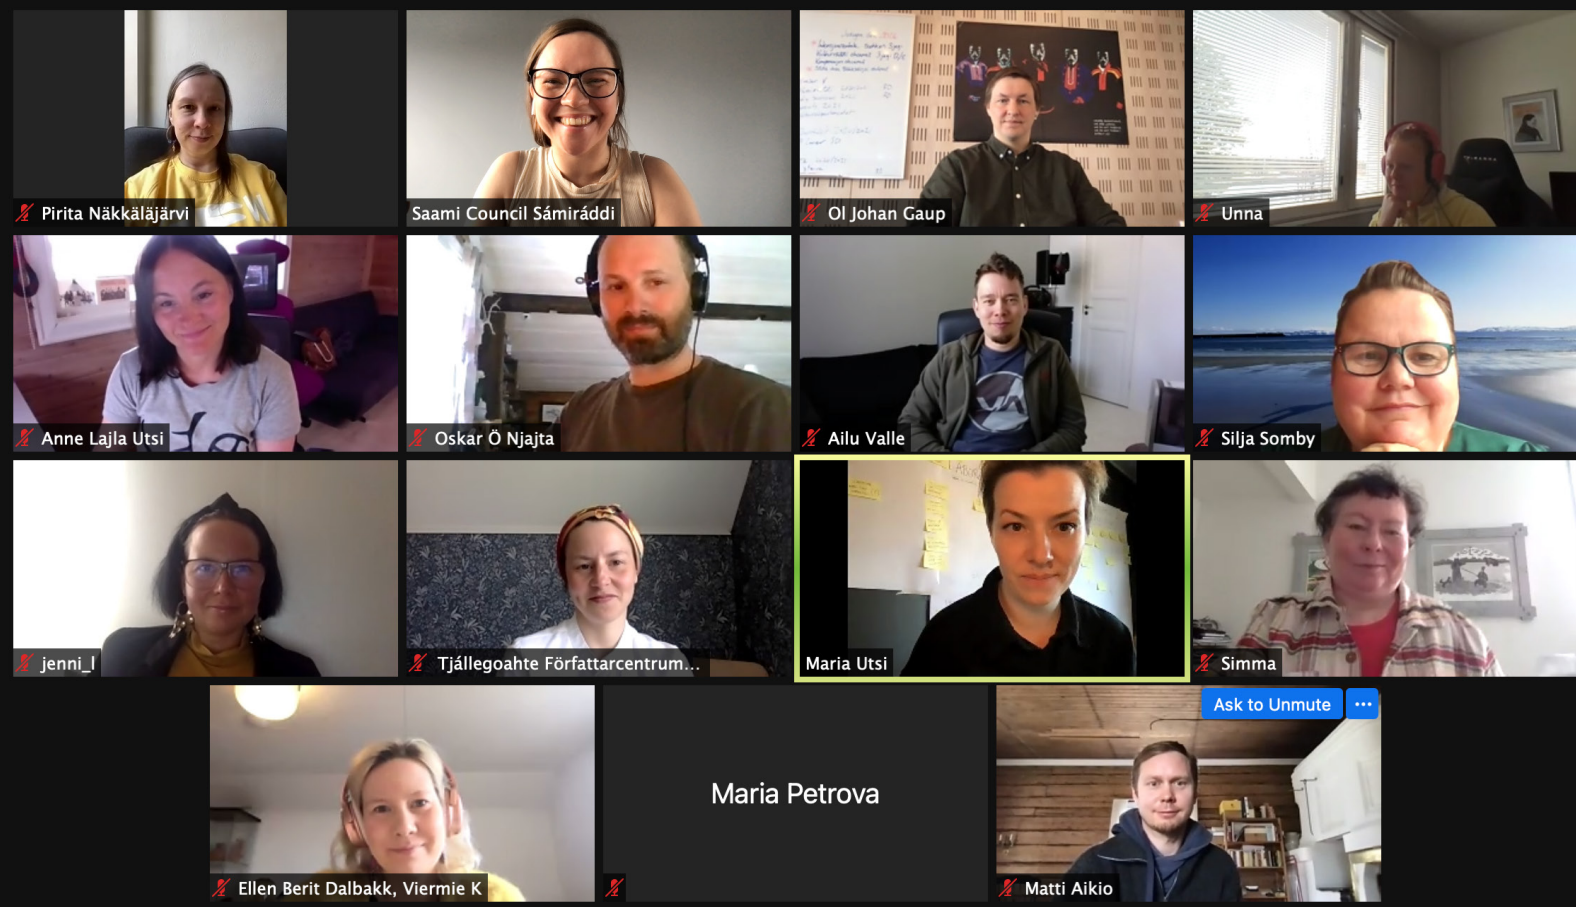 Pirita Näkkäläjärvi
Saami Council Sámiráddi
Ol Johan Gaup
Unna
Anne Lajla Utsi
Oskar Ö Njajta
Ailu Valle
Silja Somby
jenni_l
Tjállegoahte Författarcentrum...
Maria Utsi
Simma
Ask to Unmute
Ellen Berit Dalbakk, Viermie K
Maria Petrova
Matti Aikio